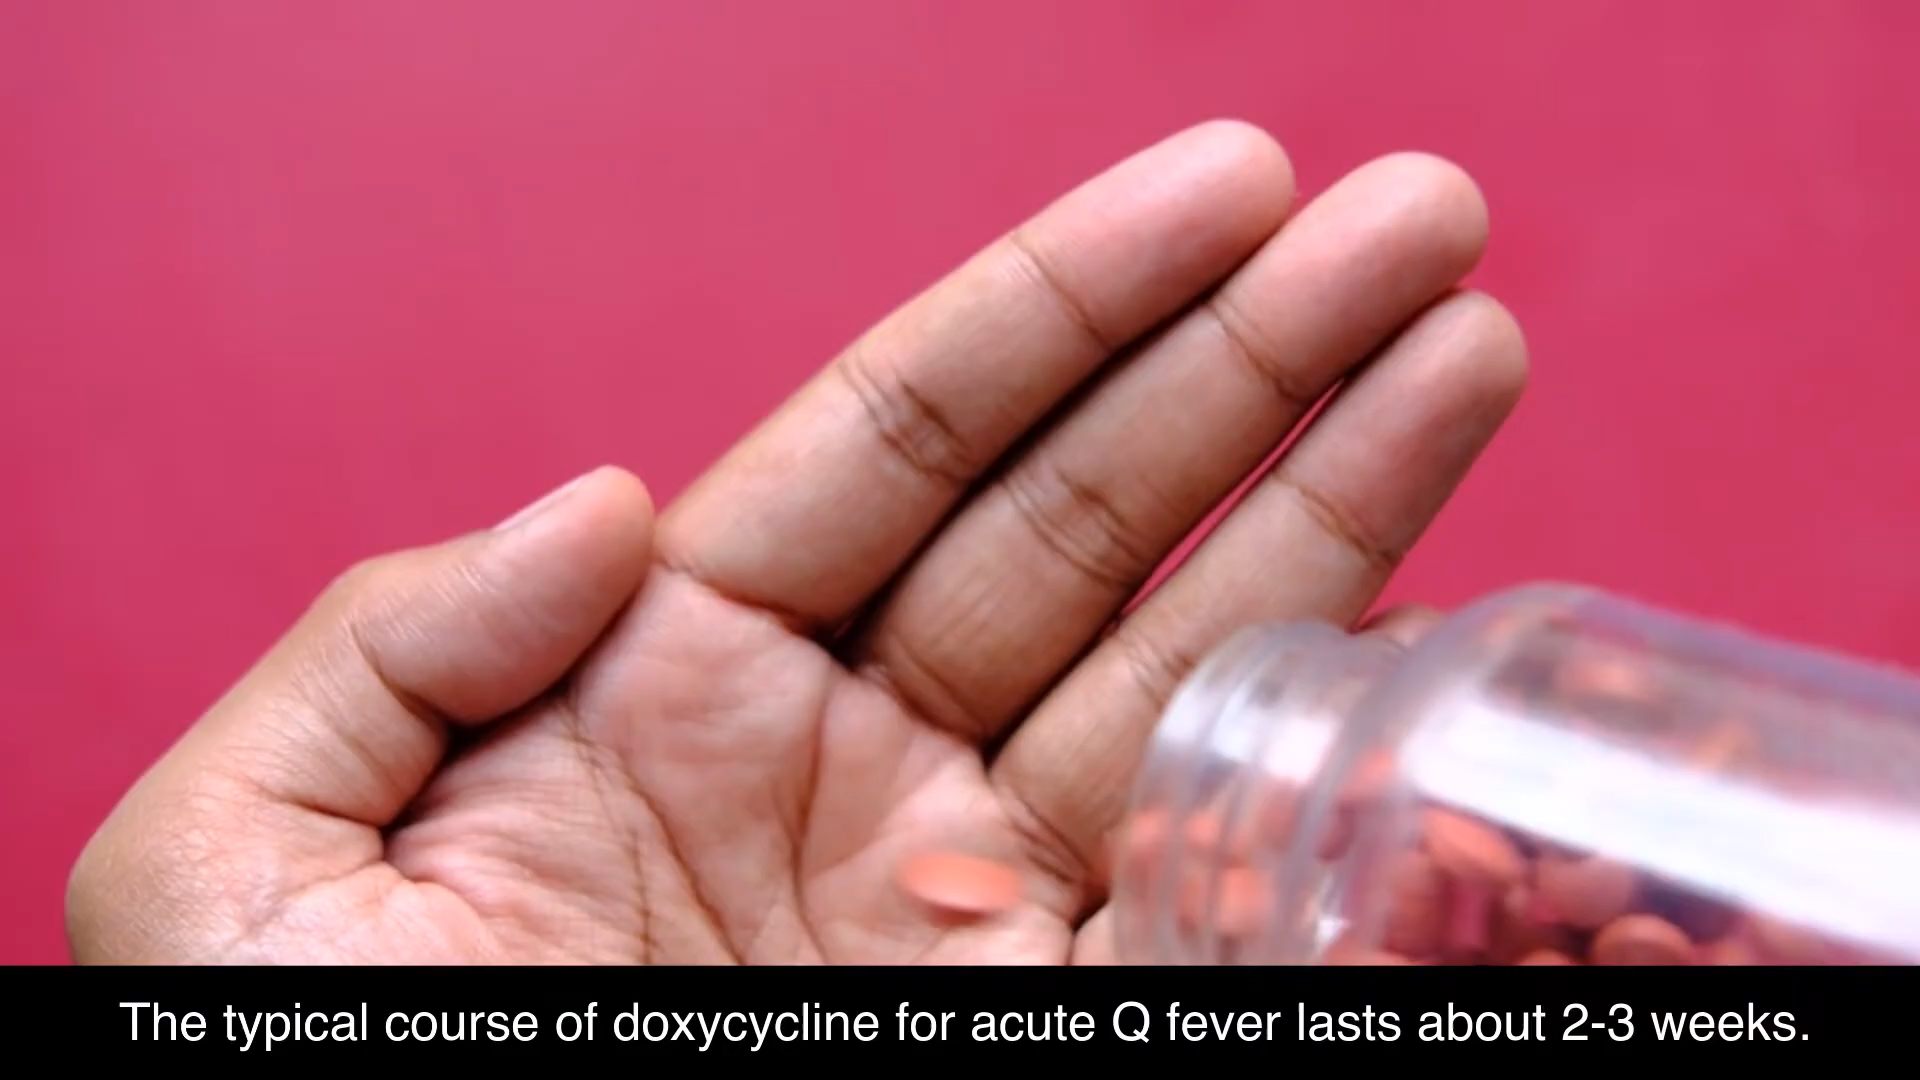 The typical course of doxycycline for acute Q fever lasts about 2-3 weeks.